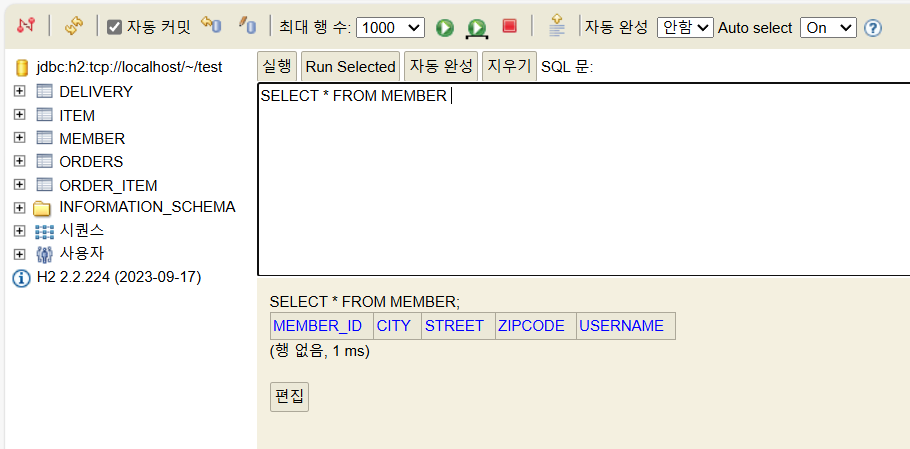 자동 커밋 최대 행 수: 1000 자동 완성 안함 Auto select On
jdbc:h2:tcp://localhost/~/test
DELIVERY
ITEM
MEMBER
ORDERS
ORDER_ITEM
INFORMATION_SCHEMA
시퀀스
사용자
H2 2.2.224 (2023-09-17)
실행 Run Selected 자동 완성 지우기 SQL 문:
SELECT * FROM MEMBER
SELECT * FROM MEMBER;
MEMBER_ID CITY STREET ZIPCODE USERNAME
(행 없음, 1 ms)
편집